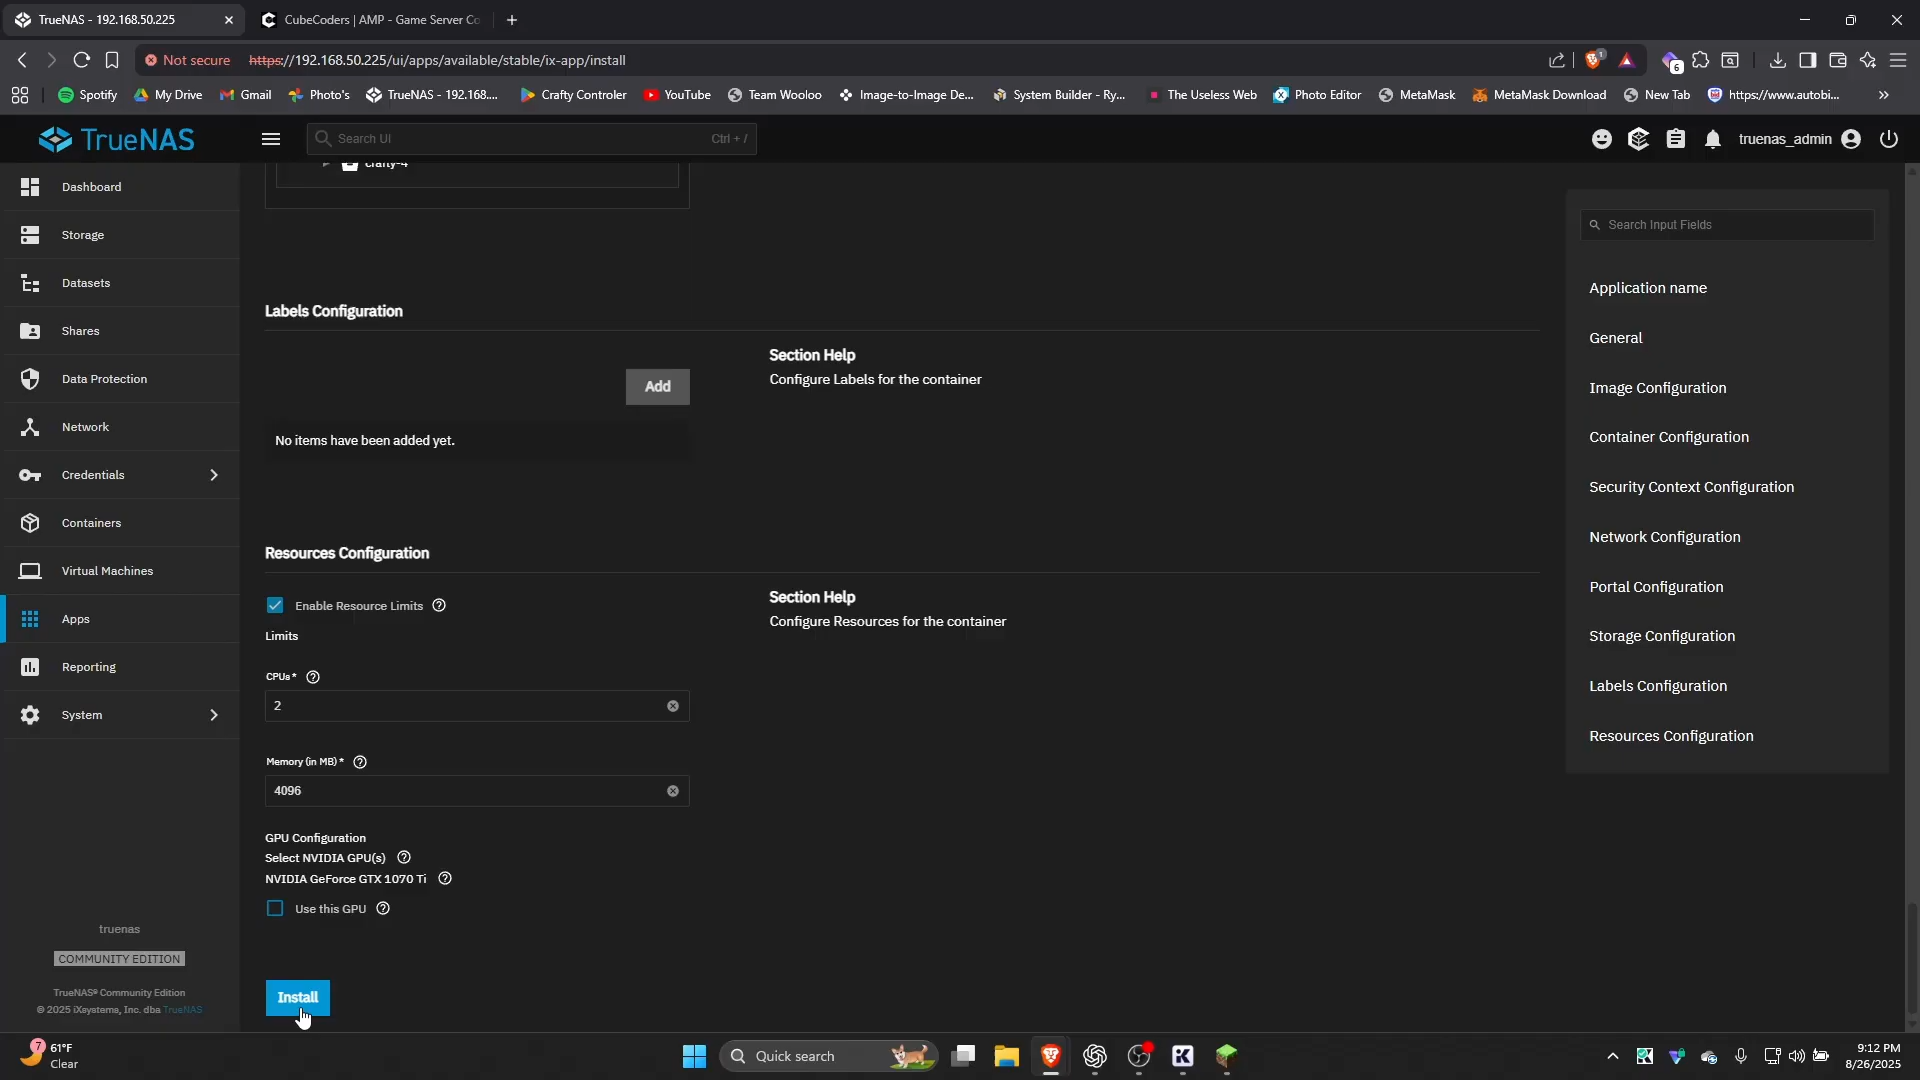 TrueNAS - 192.168.50.225
CubeCoders | AMP - Game Server Co
Not secure https://192.168.50.225/ui/apps/available/stable/ix-app/install
1
6
Spotify
My Drive
Gmail
Photo's
TrueNAS - 192.168....
Crafty Controler
YouTube
Team Wooloo
Image-to-Image De...
System Builder - Ry...
The Useless Web
Photo Editor
MetaMask
MetaMask Download
New Tab
https://www.autobi...
TrueNAS
Search UI
Ctrl + /
truenas_admin
crafty-4
Dashboard
Storage
Datasets
Shares
Data Protection
Network
Credentials
Containers
Virtual Machines
Apps
Reporting
System
truenas
COMMUNITY EDITION
TrueNAS® Community Edition
© 2025 iXsystems, Inc. dba TrueNAS
Labels Configuration
Add
No items have been added yet.
Section Help
Configure Labels for the container
Resources Configuration
Enable Resource Limits
Limits
CPUs*
2
Memory (in MB)*
4096
GPU Configuration
Select NVIDIA GPU(s)
NVIDIA GeForce GTX 1070 Ti
Use this GPU
Install
Section Help
Configure Resources for the container
Search Input Fields
Application name
General
Image Configuration
Container Configuration
Security Context Configuration
Network Configuration
Portal Configuration
Storage Configuration
Labels Configuration
Resources Configuration
7
61°F
Clear
Quick search
9:12 PM
8/26/2025